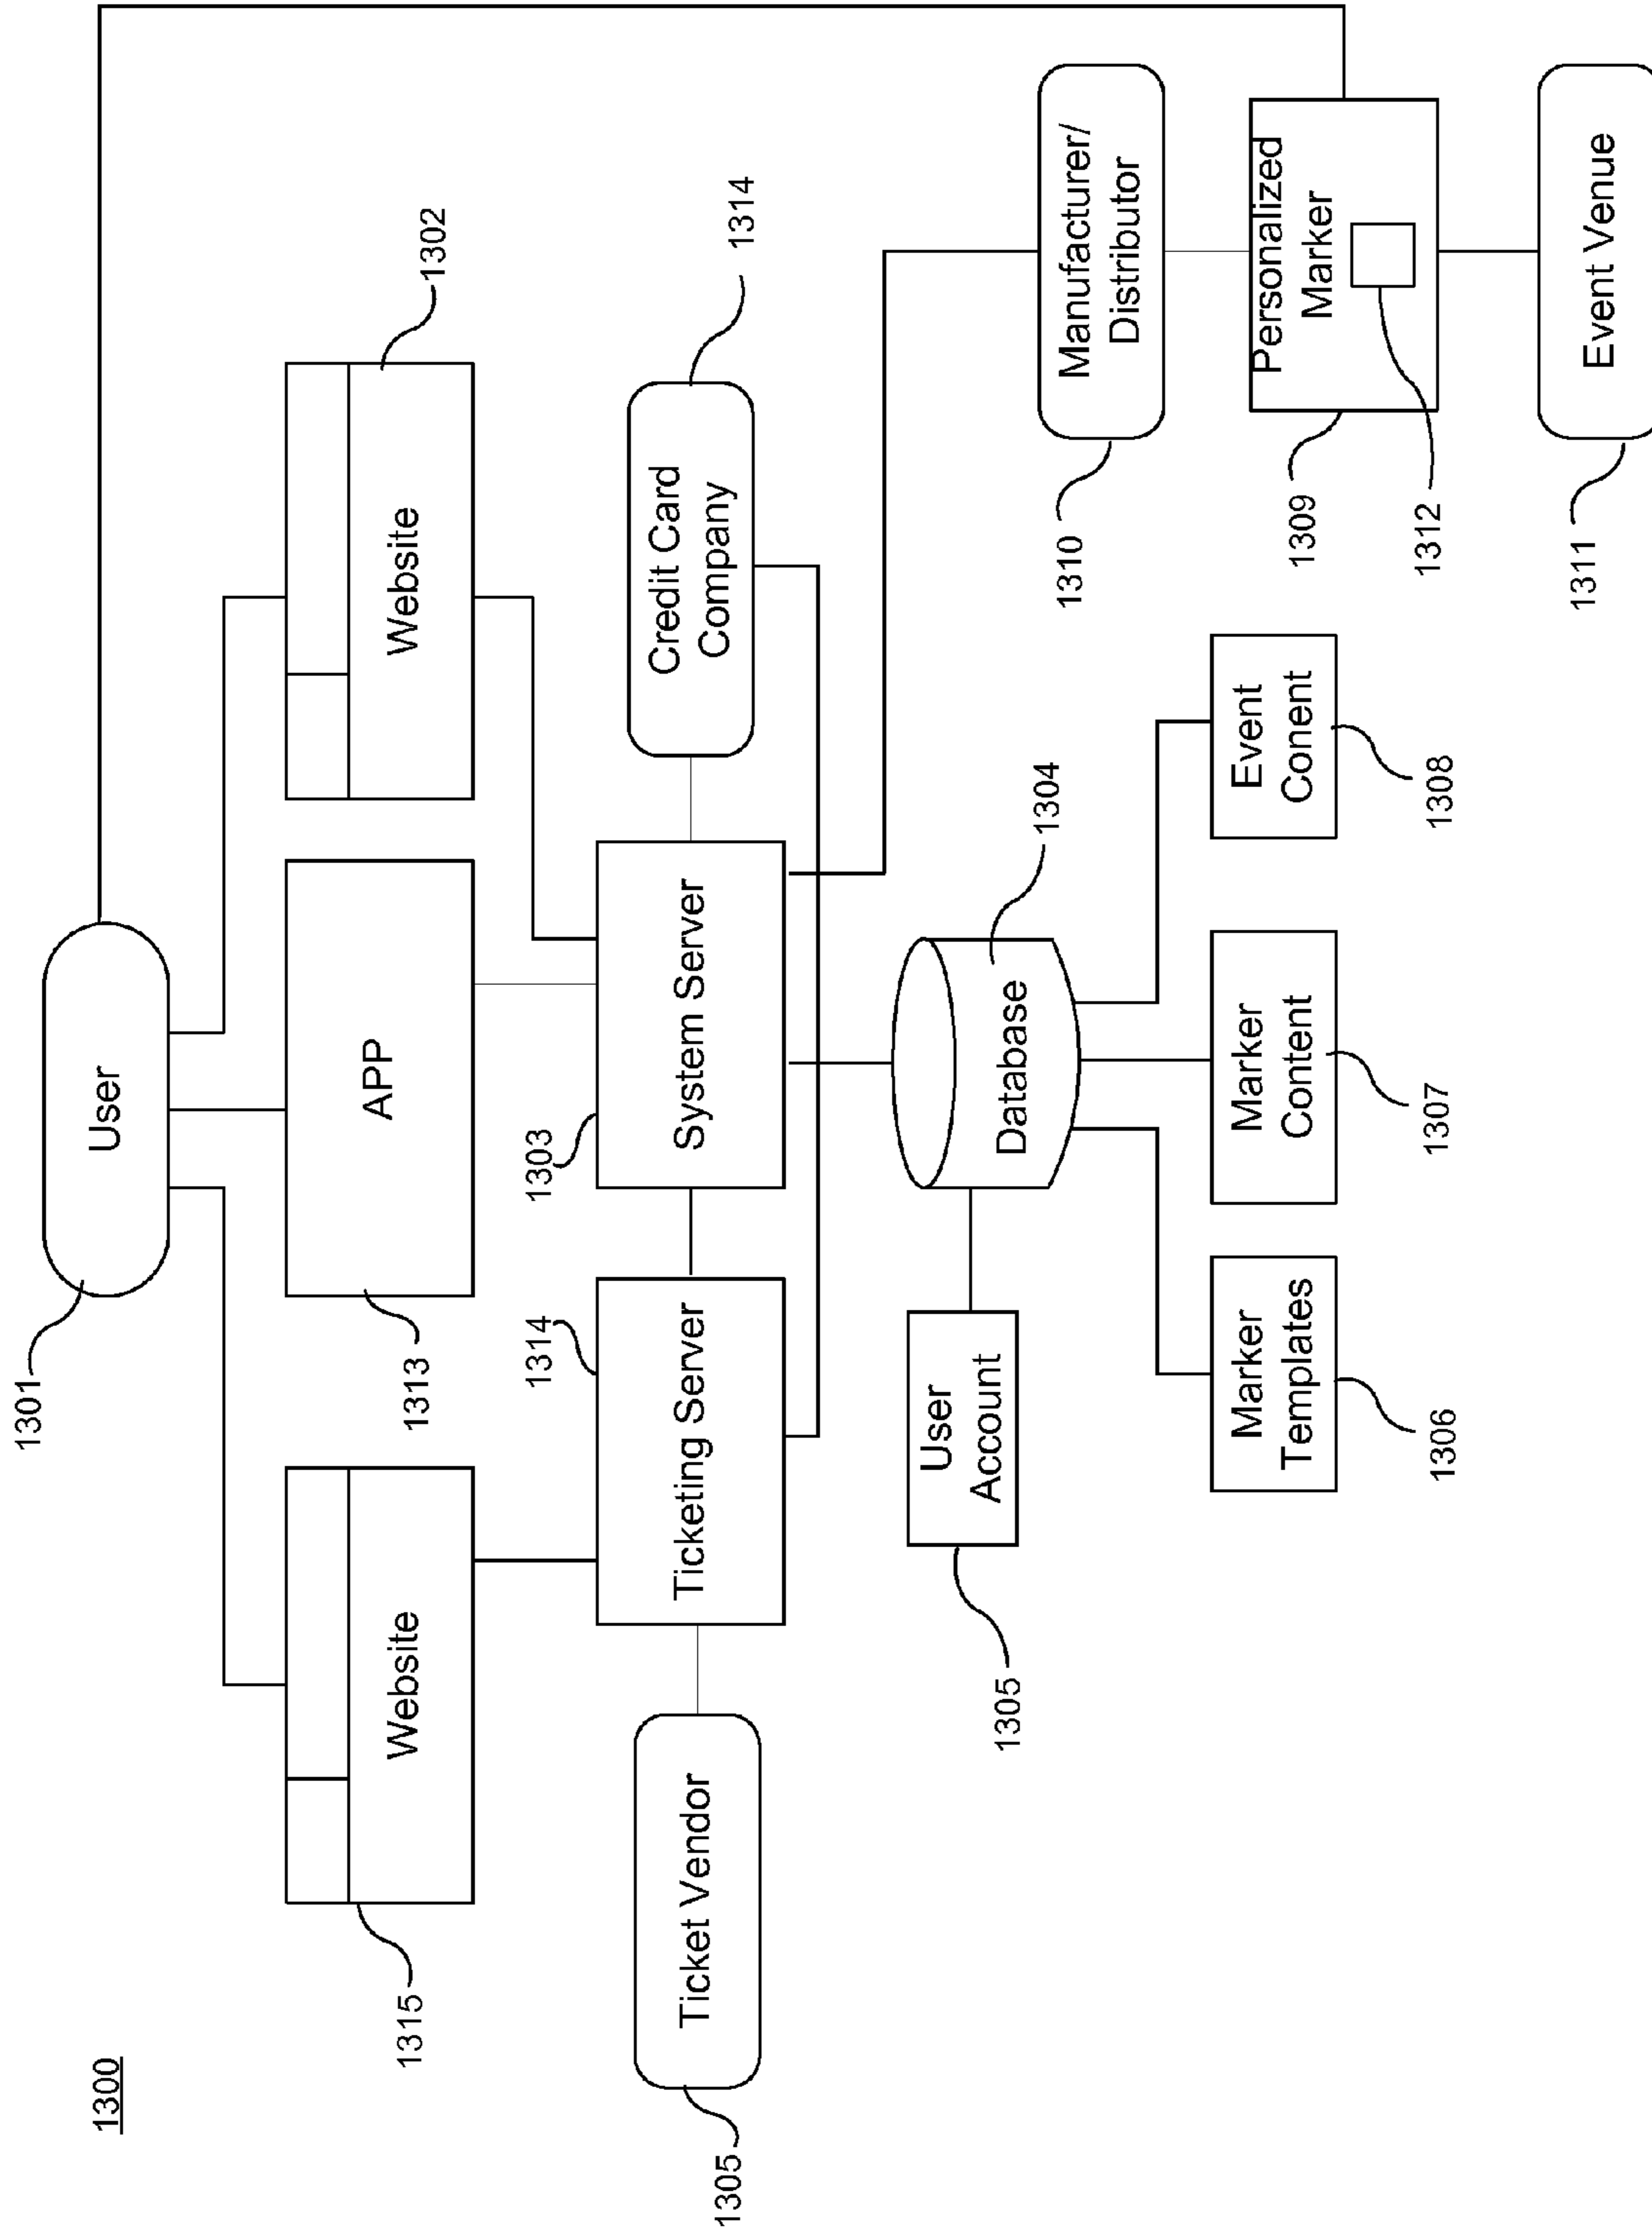 1300
1301
User
1315
Website
1313
APP
Website
1302
1305
Ticket Vendor
1314
Ticketing Server
1303
System Server
Credit Card
Company
1314
1305
User
Account
Database
1304
1306
Marker
Templates
1307
Marker
Content
1308
Event
Conent
1310
Manufacturer/
Distributor
1309
Personalized
Marker
1312
1311
Event Venue